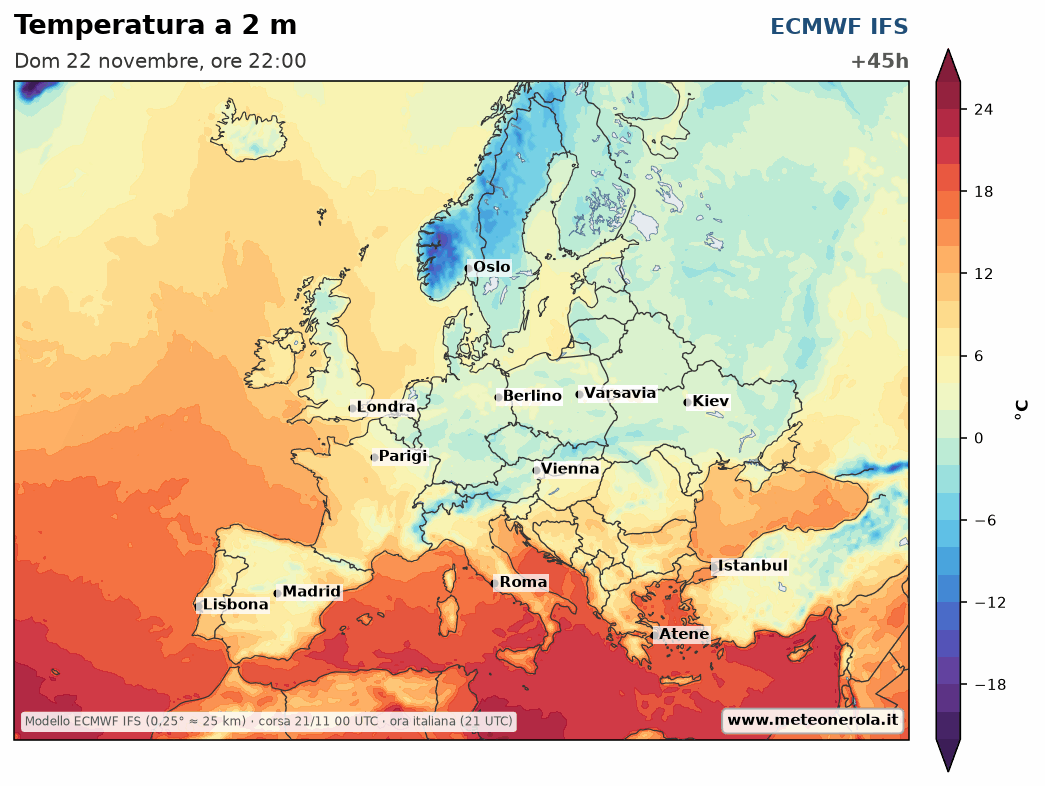 Temperatura a 2 m
ECMWF IFS
Dom 22 novembre, ore 22:00
+45h
Oslo
Berlino
Varsavia
Kiev
Londra
Parigi
Vienna
Istanbul
Roma
Madrid
Lisbona
Atene
Modello ECMWF IFS (0,25° ≈ 25 km) · corsa 21/11 00 UTC · ora italiana (21 UTC)
www.meteonerola.it
24
18
12
6
0
−6
−12
−18
°C